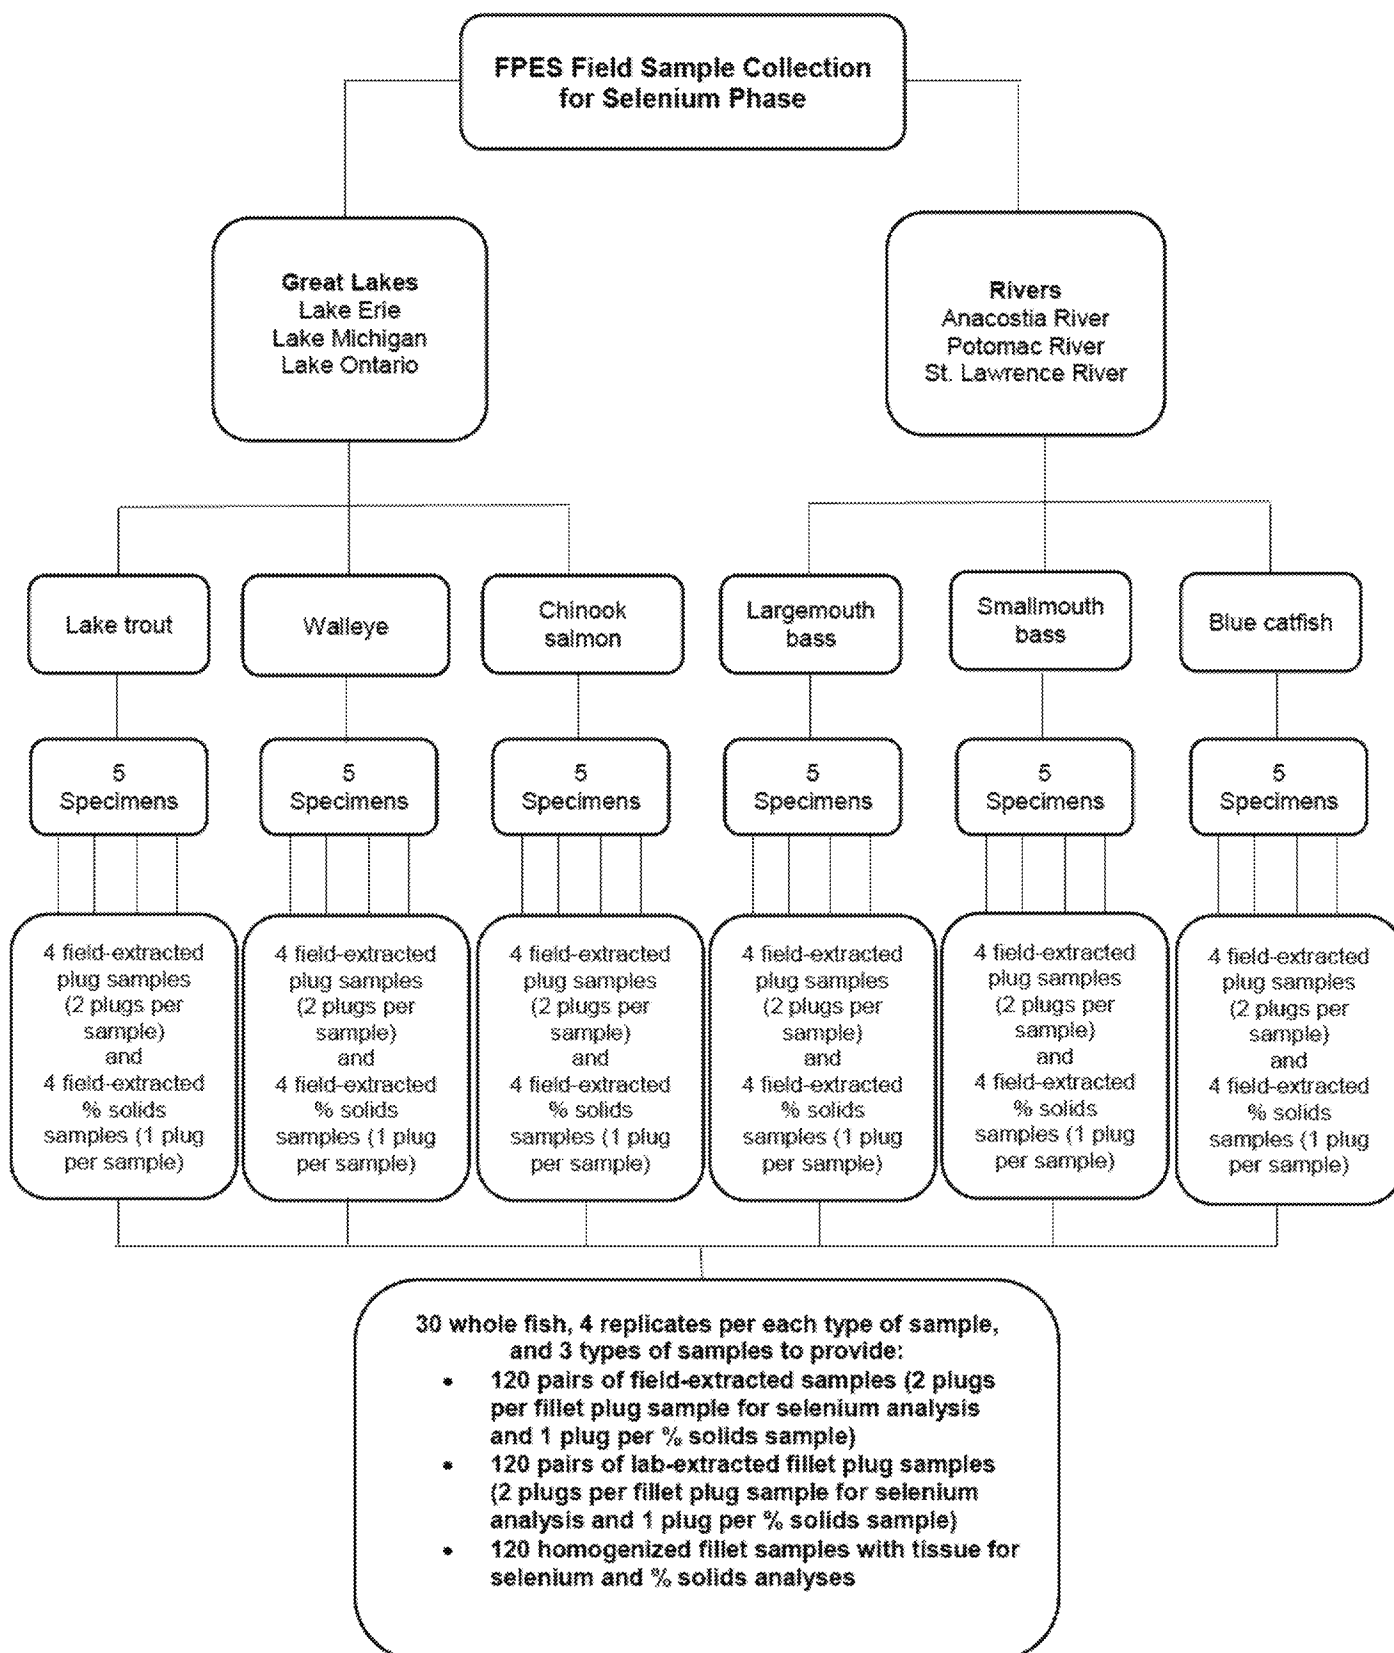 FPES Field Sample Collection
for Selenium Phase
Great Lakes
Lake Erie
Lake Michigan
Lake Ontario
Rivers
Anacostia River
Potomac River
St. Lawrence River
Lake trout
Walleye
Chinook
salmon
Largemouth
bass
Smallmouth
bass
Blue catfish
5
Specimens
5
Specimens
5
Specimens
5
Specimens
5
Specimens
5
Specimens
4 field-extracted
plug samples
(2 plugs per
sample)
and
4 field-extracted
% solids
samples (1 plug
per sample)
4 field-extracted
plug samples
(2 plugs per
sample)
and
4 field-extracted
% solids
samples (1 plug
per sample)
4 field-extracted
plug samples
(2 plugs per
sample)
and
4 field-extracted
% solids
samples (1 plug
per sample)
4 field-extracted
plug samples
(2 plugs per
sample)
and
4 field-extracted
% solids
samples (1 plug
per sample)
4 field-extracted
plug samples
(2 plugs per
sample)
and
4 field-extracted
% solids
samples (1 plug
per sample)
4 field-extracted
plug samples
(2 plugs per
sample)
and
4 field-extracted
% solids
samples (1 plug
per sample)
30 whole fish, 4 replicates per each type of sample,
and 3 types of samples to provide:
• 120 pairs of field-extracted samples (2 plugs
per fillet plug sample for selenium analysis
and 1 plug per % solids sample)
• 120 pairs of lab-extracted fillet plug samples
(2 plugs per fillet plug sample for selenium
analysis and 1 plug per % solids sample)
• 120 homogenized fillet samples with tissue for
selenium and % solids analyses